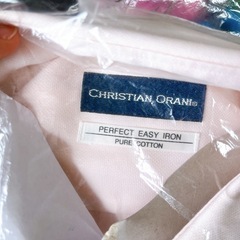 CHRISTIAN ORANI®
PERFECT EASY IRON
PURE COTTON